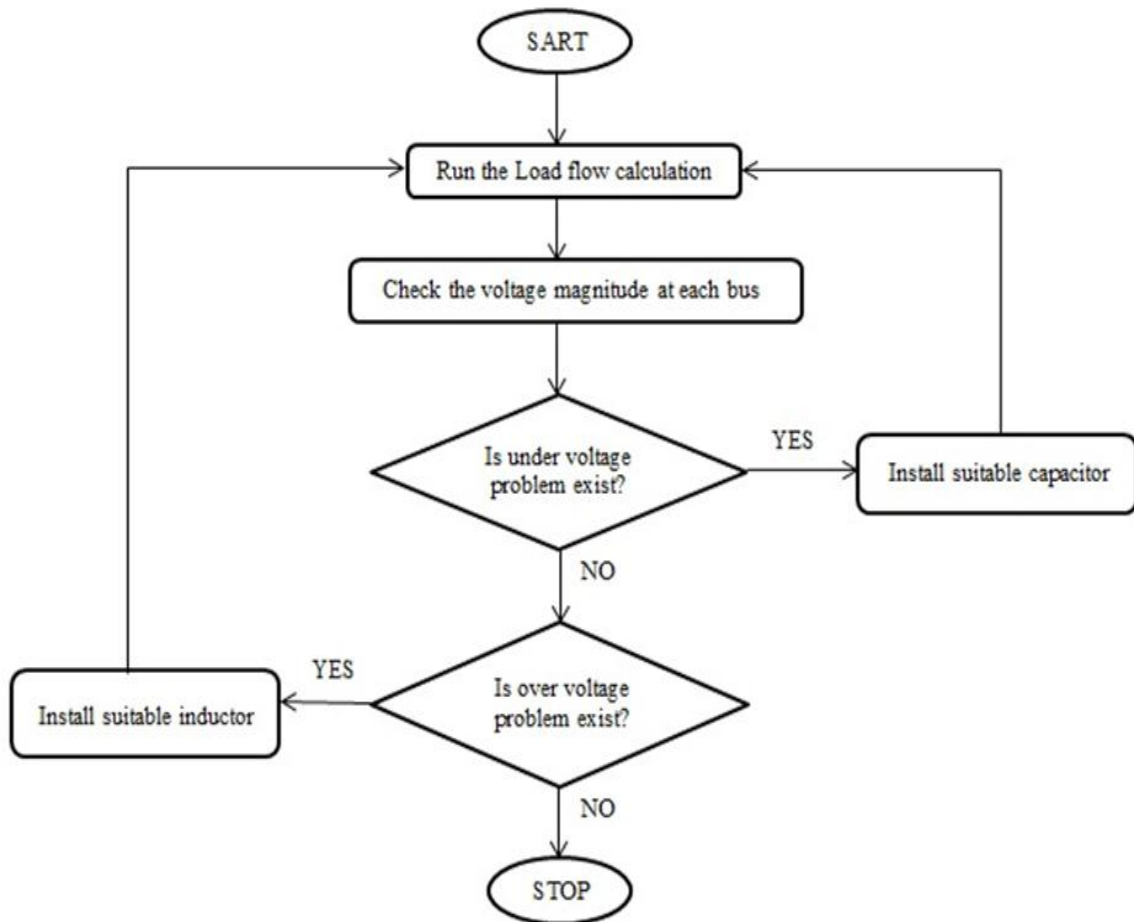 SART
Run the Load flow calculation
Check the voltage magnitude at each bus
Is under voltage
problem exist?
YES
Install suitable capacitor
NO
Is over voltage
problem exist?
YES
Install suitable inductor
NO
STOP